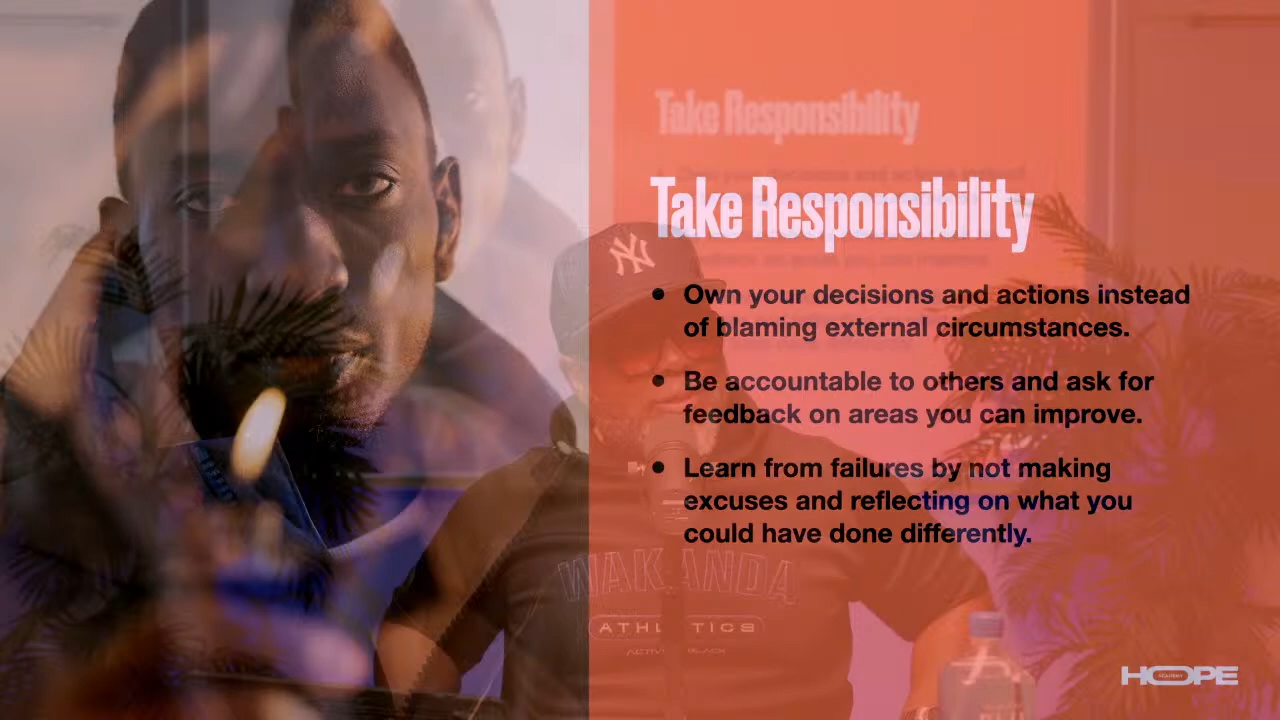 Take Responsibility
Take Responsibility
NY
• Own your decisions and actions instead
of blaming external circumstances.
• Be accountable to others and ask for
feedback on areas you can improve.
• Learn from failures by not making
excuses and reflecting on what you
could have done differently.
WAKANDA
ATHLETICS
HOPE
ACADEMY